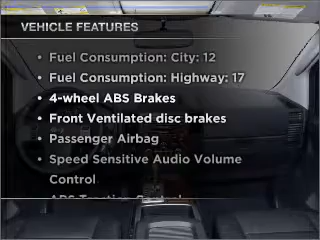 VEHICLE FEATURES
• Fuel Consumption: City: 12
• Fuel Consumption: Highway: 17
• 4-wheel ABS Brakes
• Front Ventilated disc brakes
• Passenger Airbag
• Speed Sensitive Audio Volume
Control
ABS